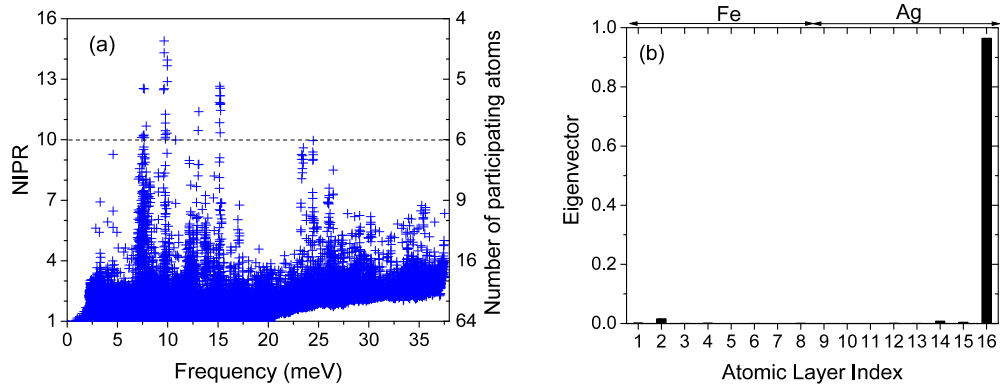 (a)
NIPR
16
13
10
7
4
1
0 5 10 15 20 25 30 35
Frequency (meV)
4
5
6
9
16
64
Number of participating atoms
Fe Ag
(b)
Eigenvector
1.0
0.8
0.6
0.4
0.2
0.0
1 2 3 4 5 6 7 8 9 10 11 12 13 14 15 16
Atomic Layer Index